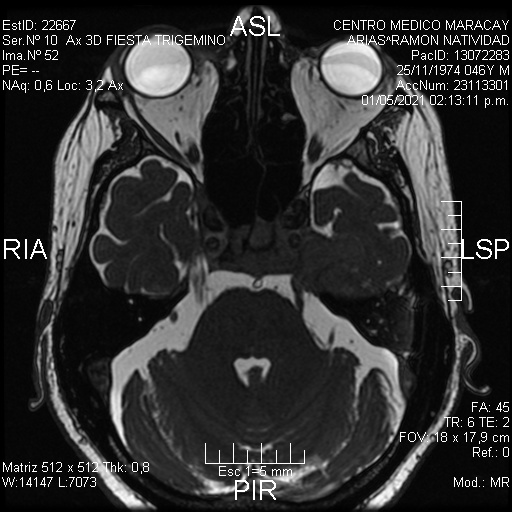 EstID: 22667
Ser.Nº 10 Ax 3D FIESTA TRIGEMINO
Ima.Nº 52
PE= --
NAq: 0,6 Loc: 3,2 Ax
ASL
CENTRO MEDICO MARACAY
ARIAS^RAMON NATIVIDAD
PacID: 13072283
25/11/1974 046Y M
AccNum: 23113301
01/05/2021 02:13:11 p.m.
RIA
LSP
Matriz 512 x 512 Thk: 0,8
W:14147 L:7073
Esc.1=5 mm
PIR
FA: 45
TR: 6 TE: 2
FOV: 18 x 17,9 cm
Ref.: 0
Mod.: MR